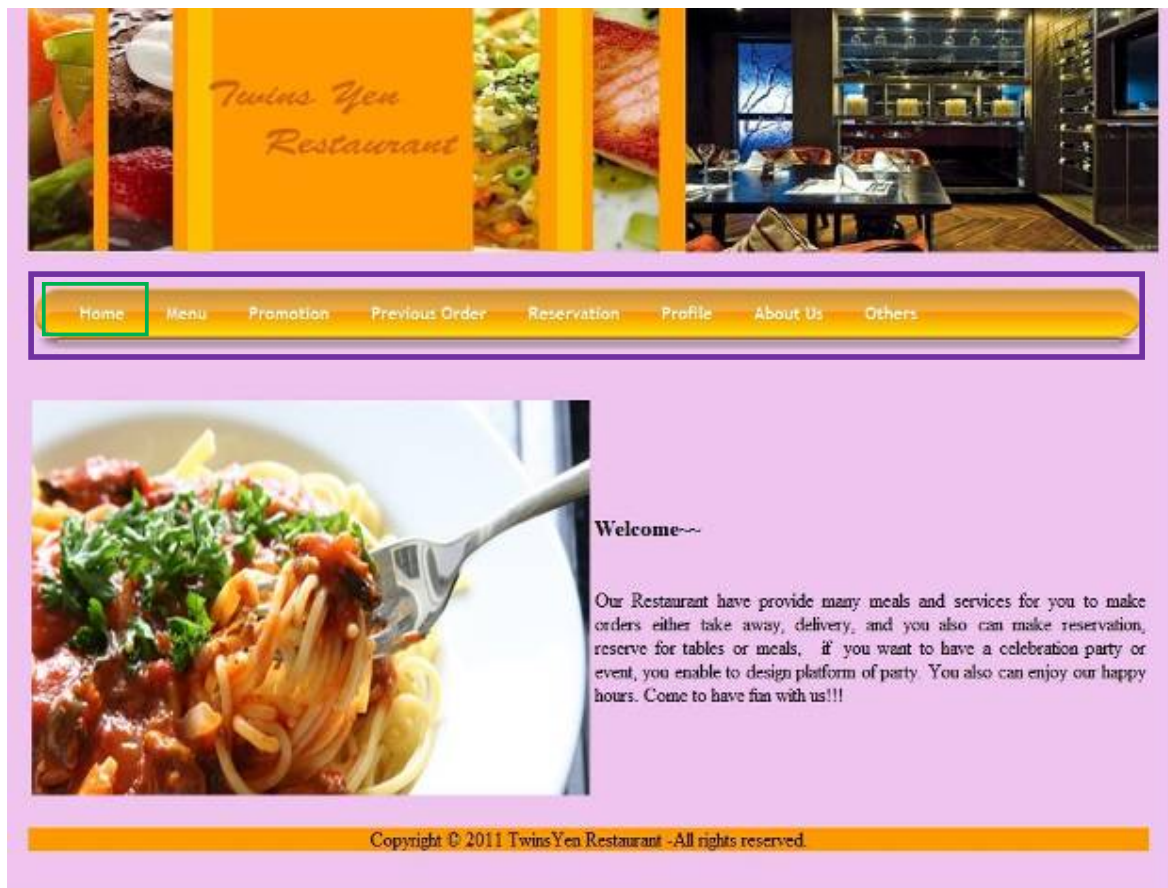 Twins Yen
Restaurant
Home Menu Promotion Previous Order Reservation Profile About Us Others
Welcome~~
Our Restaurant have provide many meals and services for you to make
orders either take away, delivery, and you also can make reservation,
reserve for tables or meals, if you want to have a celebration party or
event, you enable to design platform of party. You also can enjoy our happy
hours. Come to have fun with us!!!
Copyright © 2011 TwinsYen Restaurant -All rights reserved.